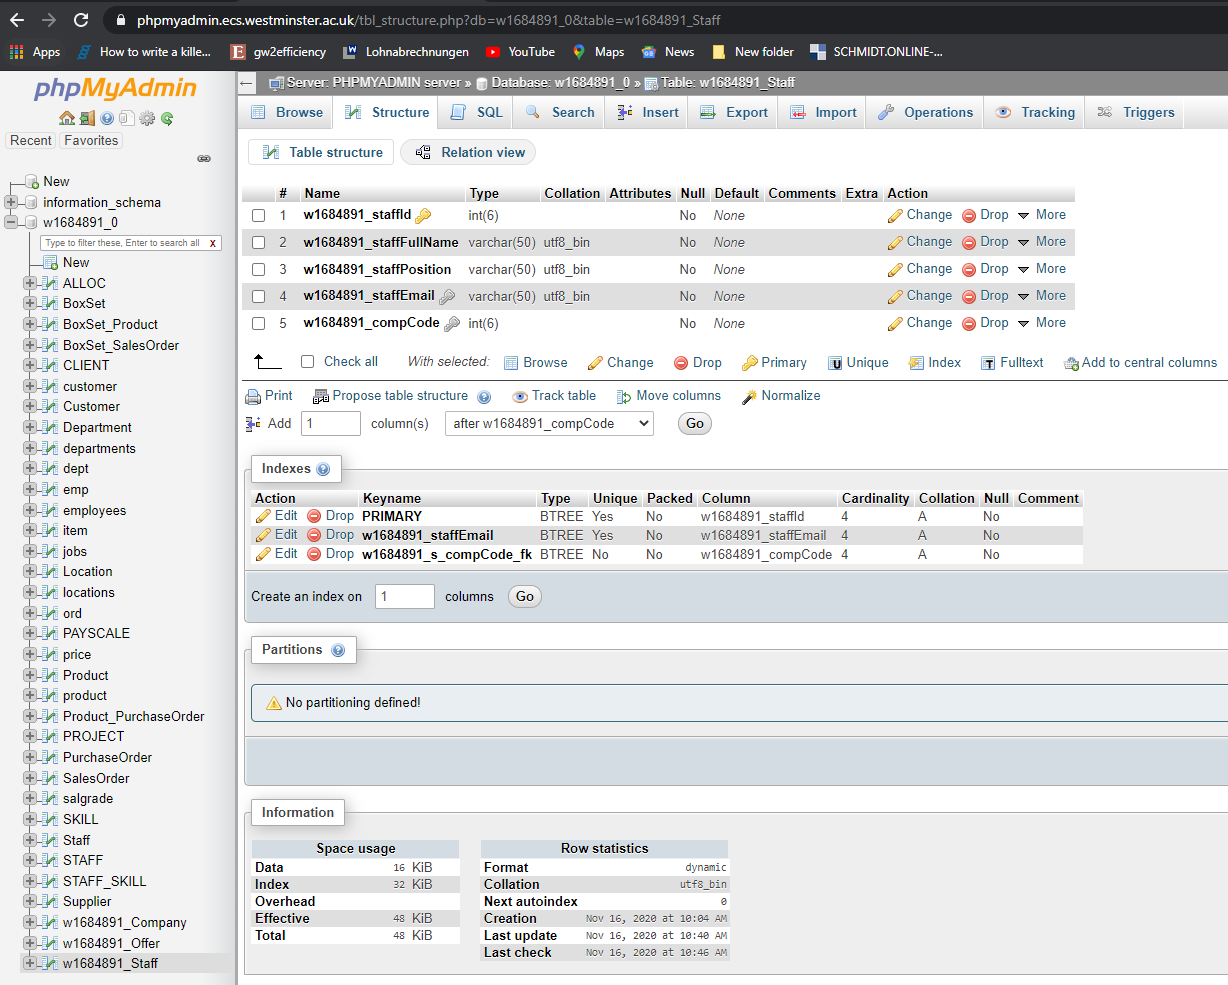 phpmyadmin.ecs.westminster.ac.uk/tbl_structure.php?db=w1684891_0&table=w1684891_Staff
Apps How to write a kille... gw2efficiency Lohnabrechnungen YouTube Maps News New folder SCHMIDT.ONLINE-...
phpMyAdmin
Recent Favorites
New
information_schema
w1684891_0
Type to filter these, Enter to search all X
New
ALLOC
BoxSet
BoxSet_Product
BoxSet_SalesOrder
CLIENT
customer
Customer
Department
departments
dept
emp
employees
item
jobs
Location
locations
ord
PAYSCALE
price
Product
product
Product_PurchaseOrder
PROJECT
PurchaseOrder
SalesOrder
salgrade
SKILL
Staff
STAFF
STAFF_SKILL
Supplier
w1684891_Company
w1684891_Offer
w1684891_Staff
Server: PHPMYADMIN server » Database: w1684891_0 » Table: w1684891_Staff
Browse Structure SQL Search Insert Export Import Operations Tracking Triggers
Table structure Relation view
# Name Type Collation Attributes Null Default Comments Extra Action
1 w1684891_staffId int(6) No None Change Drop More
2 w1684891_staffFullName varchar(50) utf8_bin No None Change Drop More
3 w1684891_staffPosition varchar(50) utf8_bin No None Change Drop More
4 w1684891_staffEmail varchar(50) utf8_bin No None Change Drop More
5 w1684891_compCode int(6) No None Change Drop More
Check all With selected: Browse Change Drop Primary Unique Index Fulltext Add to central columns
Print Propose table structure Track table Move columns Normalize
Add 1 column(s) after w1684891_compCode Go
Indexes
Action Keyname Type Unique Packed Column Cardinality Collation Null Comment
Edit Drop PRIMARY BTREE Yes No w1684891_staffId 4 A No
Edit Drop w1684891_staffEmail BTREE Yes No w1684891_staffEmail 4 A No
Edit Drop w1684891_s_compCode_fk BTREE No No w1684891_compCode 4 A No
Create an index on 1 columns Go
Partitions
No partitioning defined!
Information
Space usage
Data 16 KiB
Index 32 KiB
Overhead
Effective 48 KiB
Total 48 KiB
Row statistics
Format dynamic
Collation utf8_bin
Next autoindex 0
Creation Nov 16, 2020 at 10:04 AM
Last update Nov 16, 2020 at 10:40 AM
Last check Nov 16, 2020 at 10:46 AM